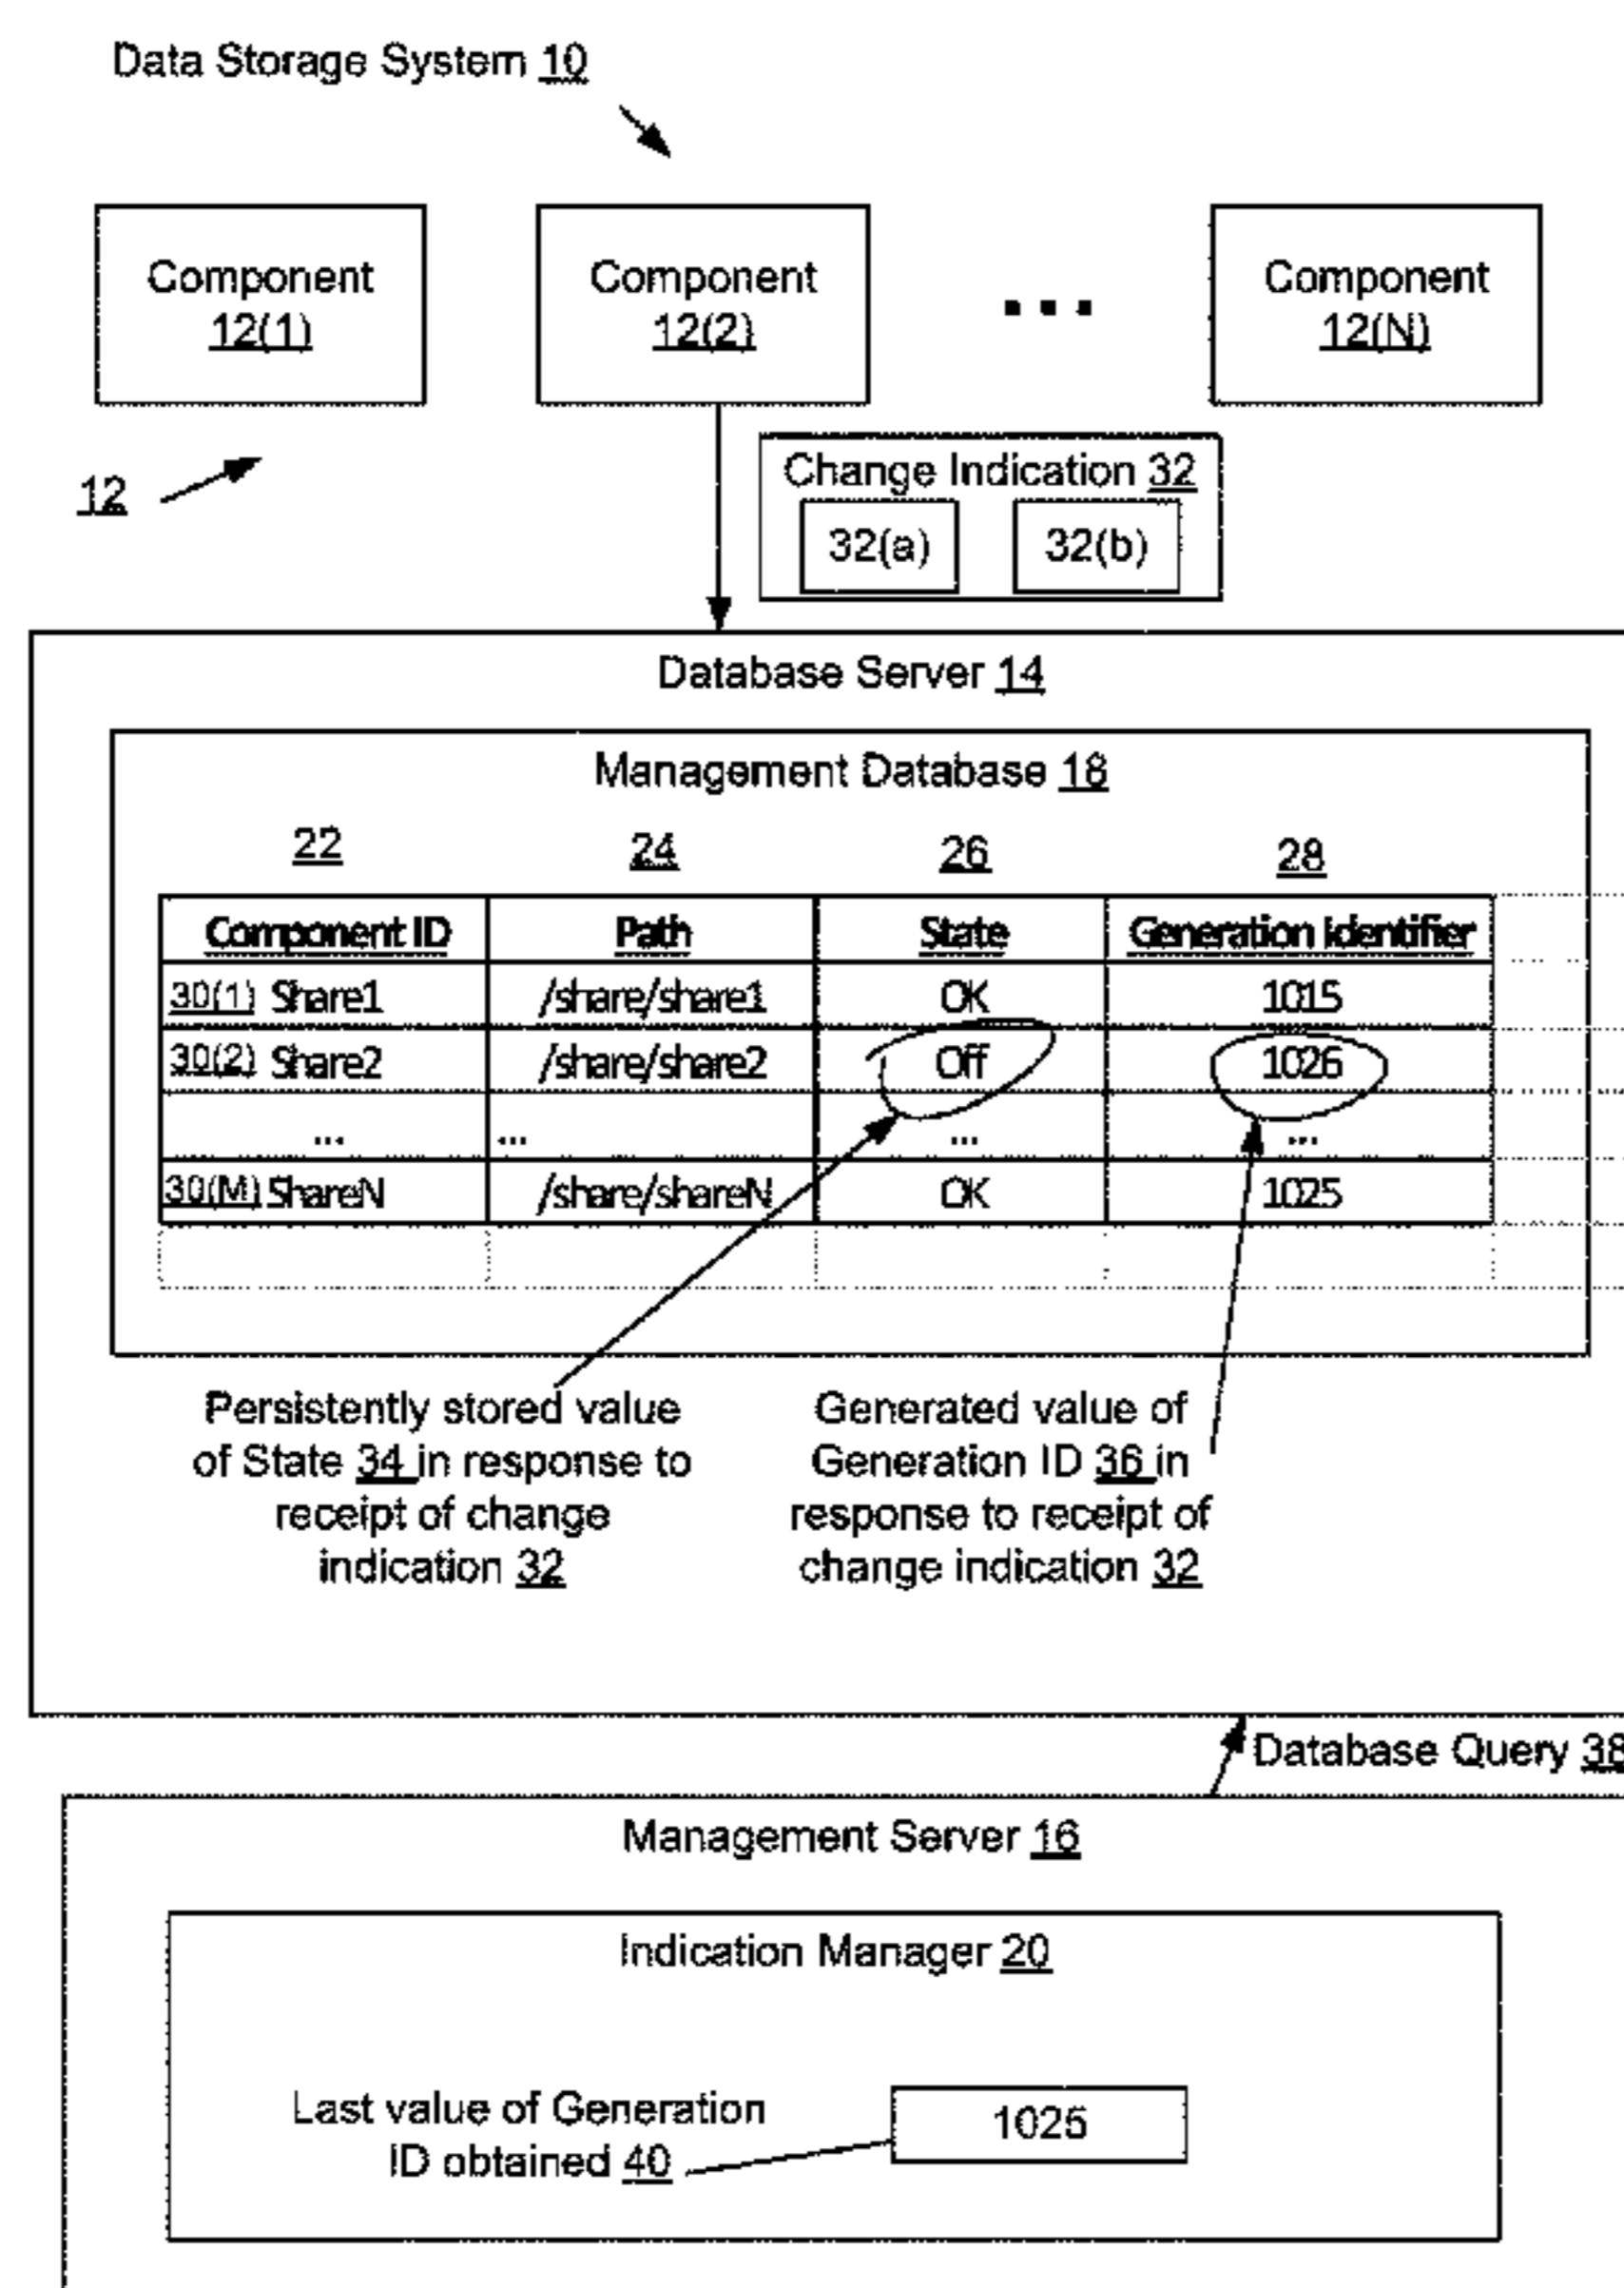 Data Storage System 10
Component
12(1)
Component
12(2)
...
Component
12(N)
12
Change Indication 32
32(a) 32(b)
Database Server 14
Management Database 18
22 24 26 28
Component ID Path State Generation Identifier
30(1) Share1 /share/share1 OK 1015
30(2) Share2 /share/share2 Off 1026
... ... ... ...
30(M) ShareN /share/shareN OK 1025
Persistently stored value
of State 34 in response to
receipt of change
indication 32
Generated value of
Generation ID 36 in
response to receipt of
change indication 32
Database Query 38
Management Server 16
Indication Manager 20
Last value of Generation
ID obtained 40
1025